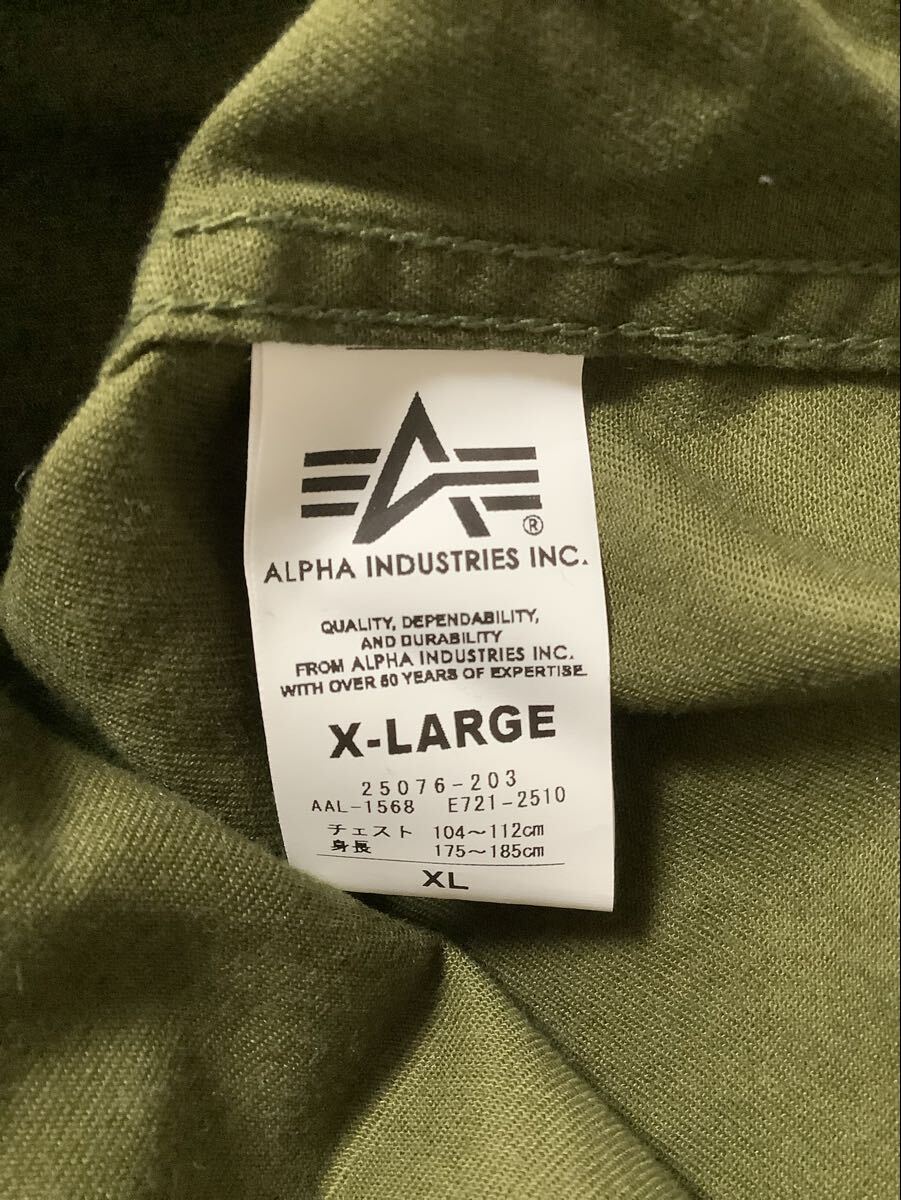 ®
ALPHA INDUSTRIES INC.
QUALITY, DEPENDABILITY,
AND DURABILITY
FROM ALPHA INDUSTRIES INC.
WITH OVER 50 YEARS OF EXPERTISE
X-LARGE
25076-203
AAL-1568 E721-2510
チェスト 104～112cm
身長 175～185cm
XL